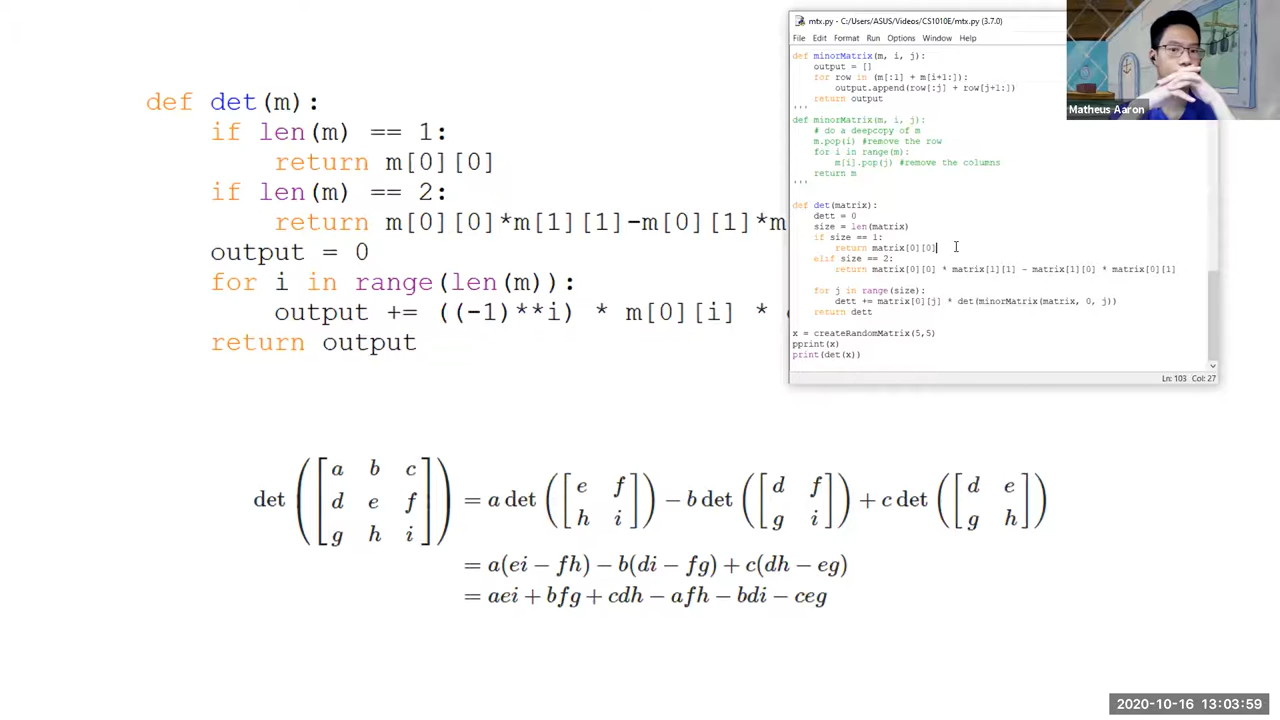 def det(m):
if len(m) == 1:
return m[0][0]
if len(m) == 2:
return m[0][0]*m[1][1]-m[0][1]*m
output = 0
for i in range(len(m)):
output += ((-1)**i) * m[0][i] *
return output
mtx.py - C:/Users/ASUS/Videos/CS1010E/mtx.py (3.7.0)
File Edit Format Run Options Window Help
def minorMatrix(m, i, j):
output = []
for row in (m[:i] + m[i+1:]):
output.append(row[:j] + row[j+1:])
return output
'''
def minorMatrix(m, i, j):
# do a deepcopy of m
m.pop(i) #remove the row
for i in range(m):
m[i].pop(j) #remove the columns
return m
'''
def det(matrix):
dett = 0
size = len(matrix)
if size == 1:
return matrix[0][0]
elif size == 2:
return matrix[0][0] * matrix[1][1] - matrix[1][0] * matrix[0][1]
for j in range(size):
dett += matrix[0][j] * det(minorMatrix(matrix, 0, j))
return dett
x = createRandomMatrix(5,5)
pprint(x)
print(det(x))
Ln: 103 Col: 27
Matheus Aaron
det([a b c; d e f; g h i]) = a det([e f; h i]) − b det([d f; g i]) + c det([d e; g h])
= a(ei − fh) − b(di − fg) + c(dh − eg)
= aei + bfg + cdh − afh − bdi − ceg
2020-10-16 13:03:59